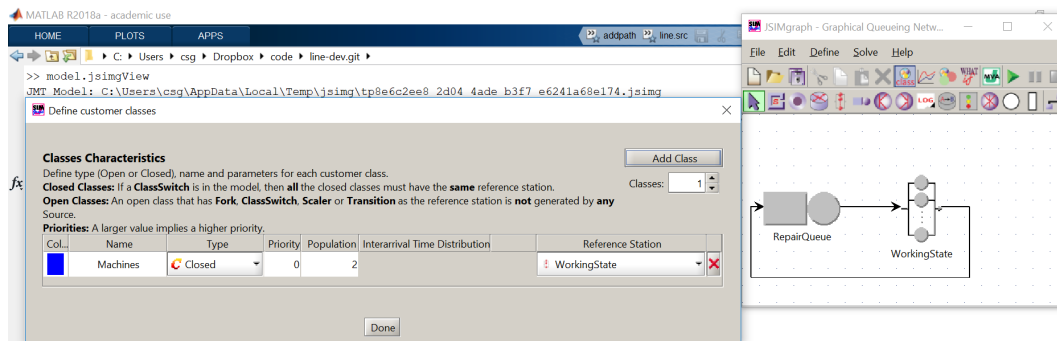 MATLAB R2018a - academic use
HOME PLOTS APPS
addpath line.src
C: Users csg Dropbox code line-dev.git
>> model.jsimgView
JMT Model: C:\Users\csg\AppData\Local\Temp\jsimg\tp8e6c2ee8_2d04_4ade_b3f7_e6241a68e174.jsimg
fx
Define customer classes
Classes Characteristics
Define type (Open or Closed), name and parameters for each customer class.
Closed Classes: If a ClassSwitch is in the model, then all the closed classes must have the same reference station.
Open Classes: An open class that has Fork, ClassSwitch, Scaler or Transition as the reference station is not generated by any
Source.
Priorities: A larger value implies a higher priority.
Add Class
Classes: 1
Col... Name Type Priority Population Interarrival Time Distribution Reference Station
Machines Closed 0 2 WorkingState
Done
JSIMgraph - Graphical Queueing Netw...
File Edit Define Solve Help
CLASS WHAT IF MVA
LOG
RepairQueue
WorkingState